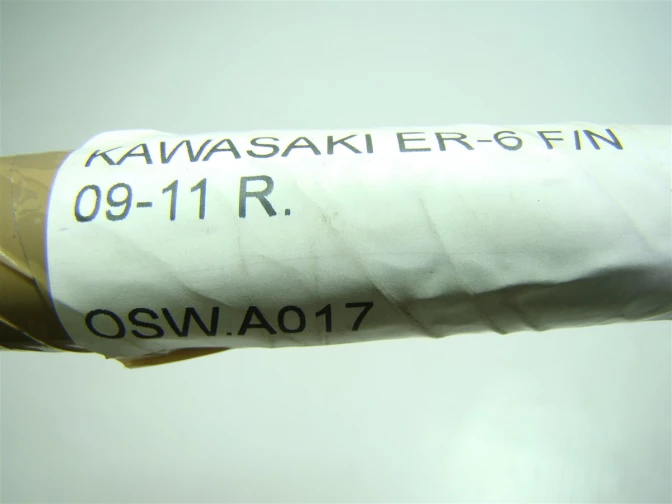 KAWASAKI ER-6 F/N
09-11 R.
OSW.A017